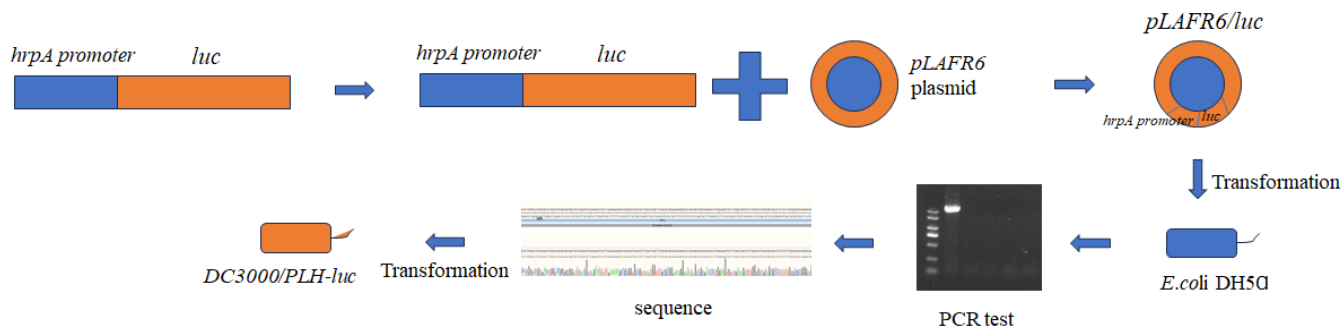 hrpA promoter luc
hrpA promoter luc
pLAFR6
plasmid
pLAFR6/luc
hrpA promoter luc
Transformation
E.coli DH5α
PCR test
sequence
Transformation
DC3000/PLH-luc